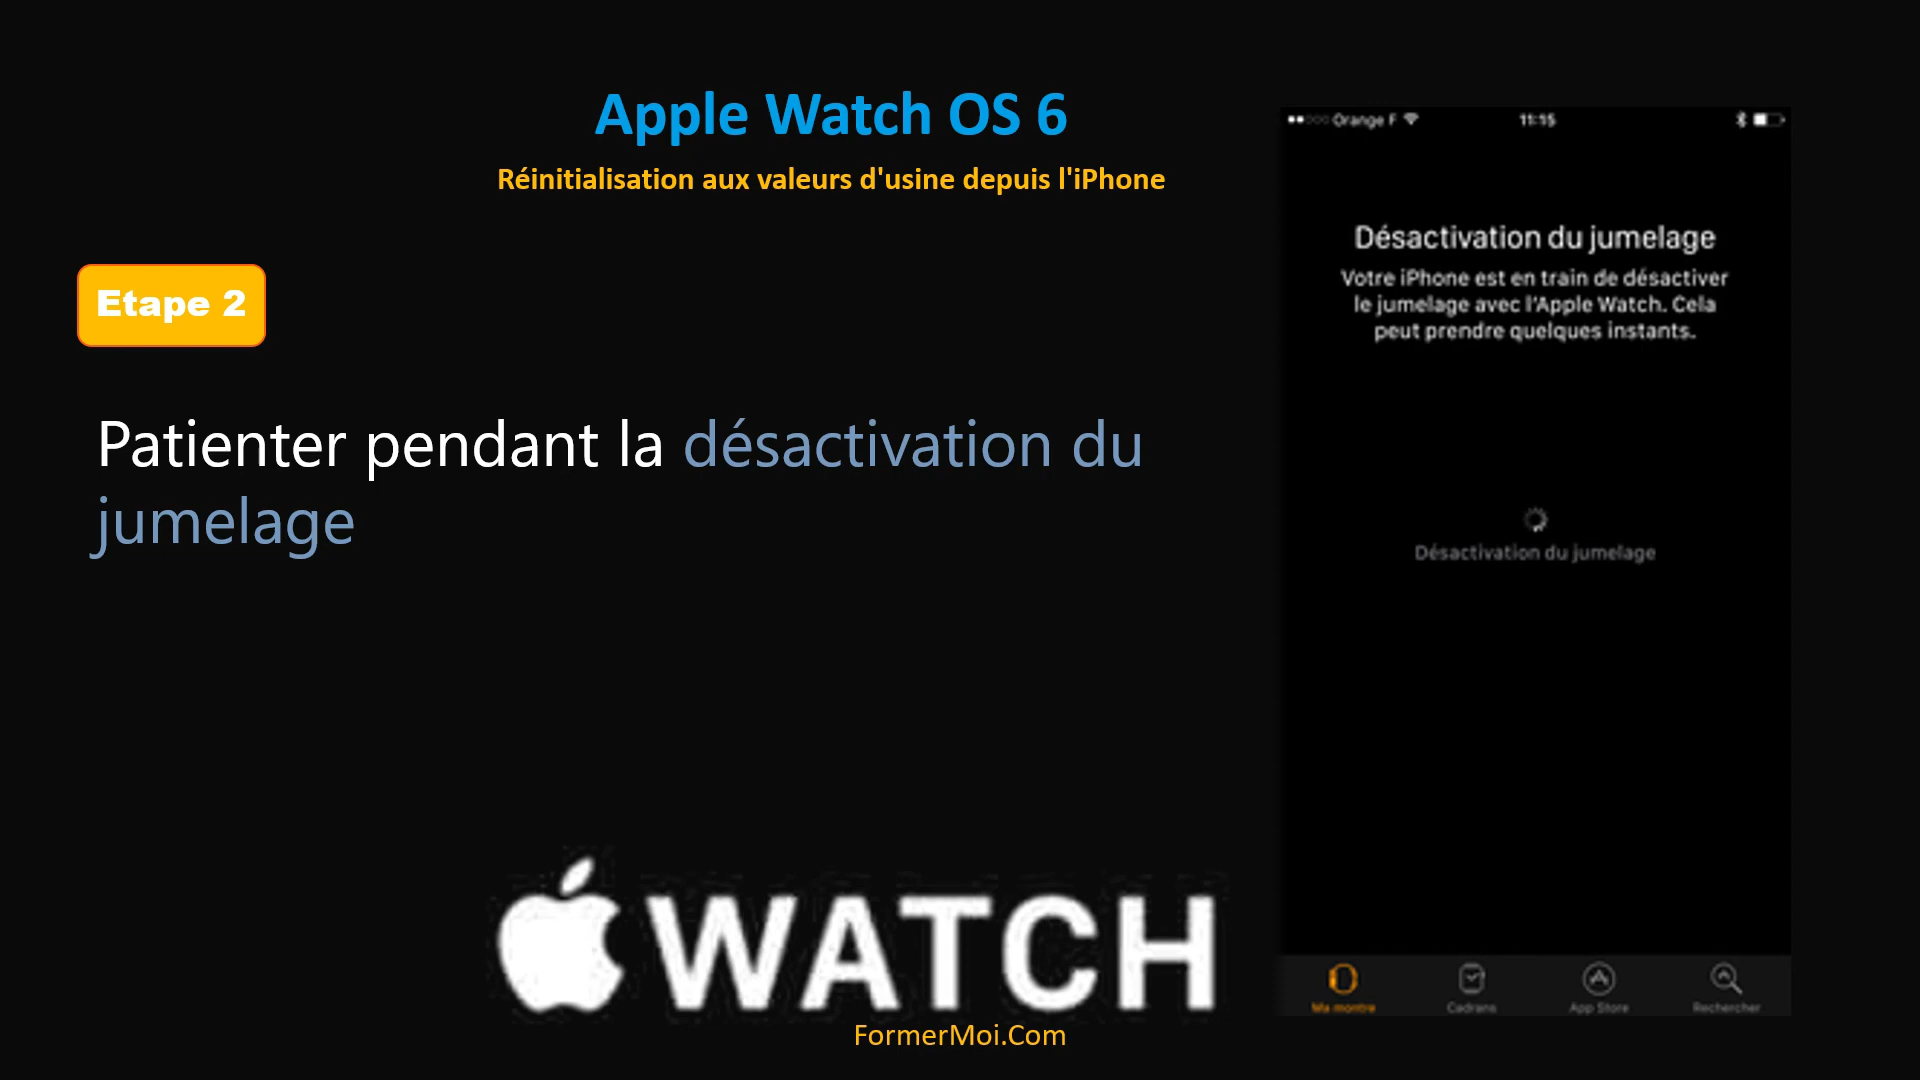 Apple Watch OS 6
Réinitialisation aux valeurs d'usine depuis l'iPhone
Etape 2
Patienter pendant la désactivation du
jumelage
Orange F 11:15
Désactivation du jumelage
Votre iPhone est en train de désactiver
le jumelage avec l'Apple Watch. Cela
peut prendre quelques instants.
Désactivation du jumelage
Ma montre Cadrans App Store Rechercher
WATCH
FormerMoi.Com